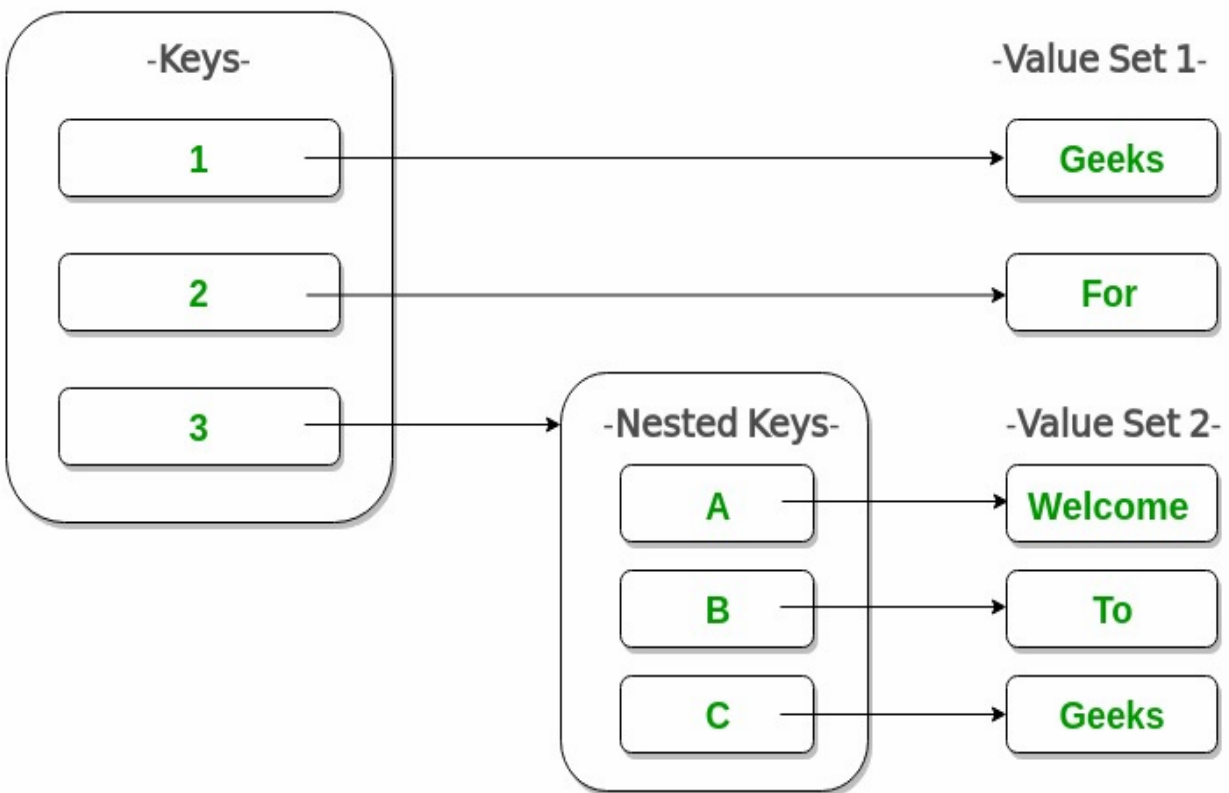 -Keys-
-Value Set 1-
1
Geeks
2
For
3
-Nested Keys-
-Value Set 2-
A
Welcome
B
To
C
Geeks